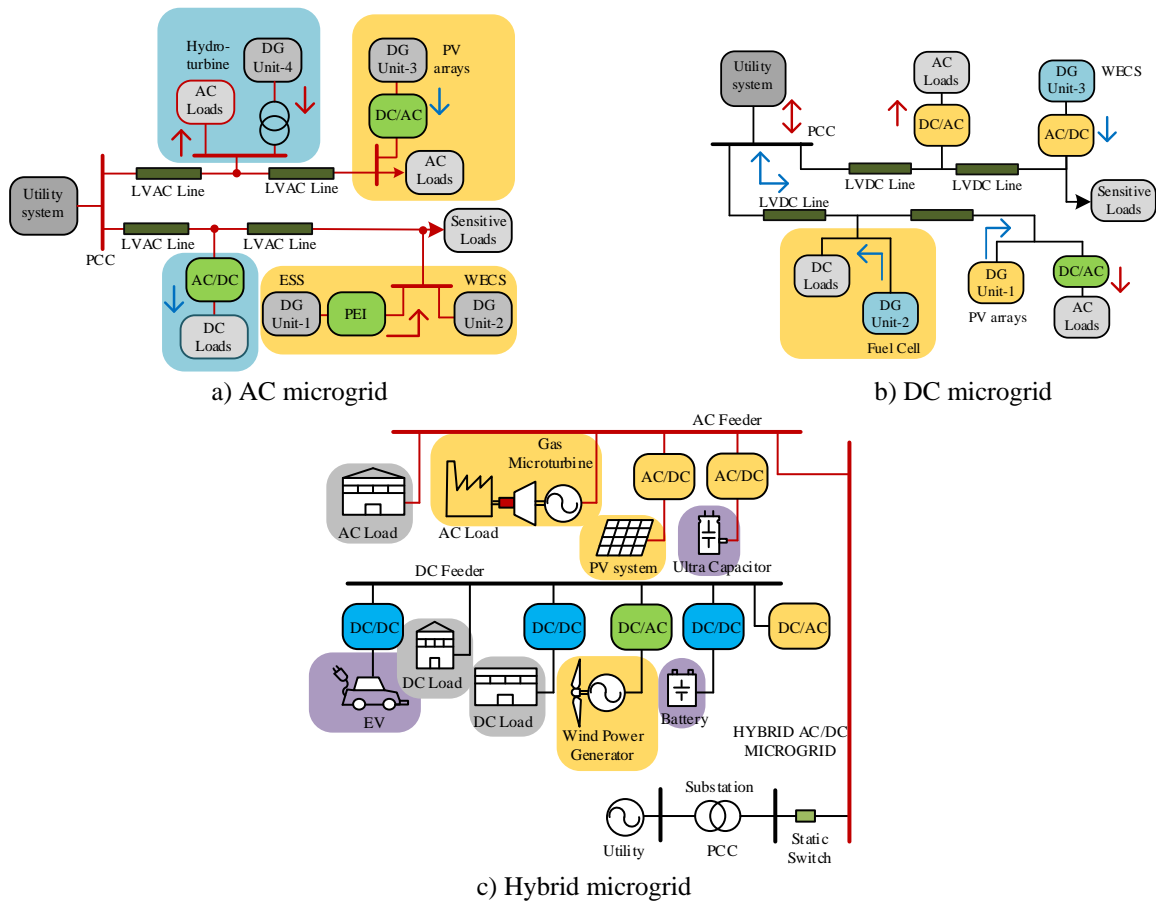 Hydro-
turbine
DG
Unit-4
AC
Loads
DG
Unit-3
PV
arrays
DC/AC
AC
Loads
LVAC Line
LVAC Line
Utility
system
PCC
LVAC Line
LVAC Line
Sensitive
Loads
AC/DC
DC
Loads
ESS
DG
Unit-1
PEI
WECS
DG
Unit-2
a) AC microgrid
Utility
system
PCC
AC
Loads
DC/AC
DG
Unit-3
WECS
AC/DC
LVDC Line
LVDC Line
Sensitive
Loads
LVDC Line
DC
Loads
DG
Unit-2
Fuel Cell
DG
Unit-1
PV arrays
DC/AC
AC
Loads
b) DC microgrid
AC Feeder
AC Load
Gas
Microturbine
AC Load
AC/DC
AC/DC
PV system
Ultra Capacitor
DC Feeder
DC/DC
DC/DC
DC/AC
DC/DC
DC/AC
EV
DC Load
DC Load
Wind Power
Generator
Battery
HYBRID AC/DC
MICROGRID
Substation
Utility
PCC
Static
Switch
c) Hybrid microgrid